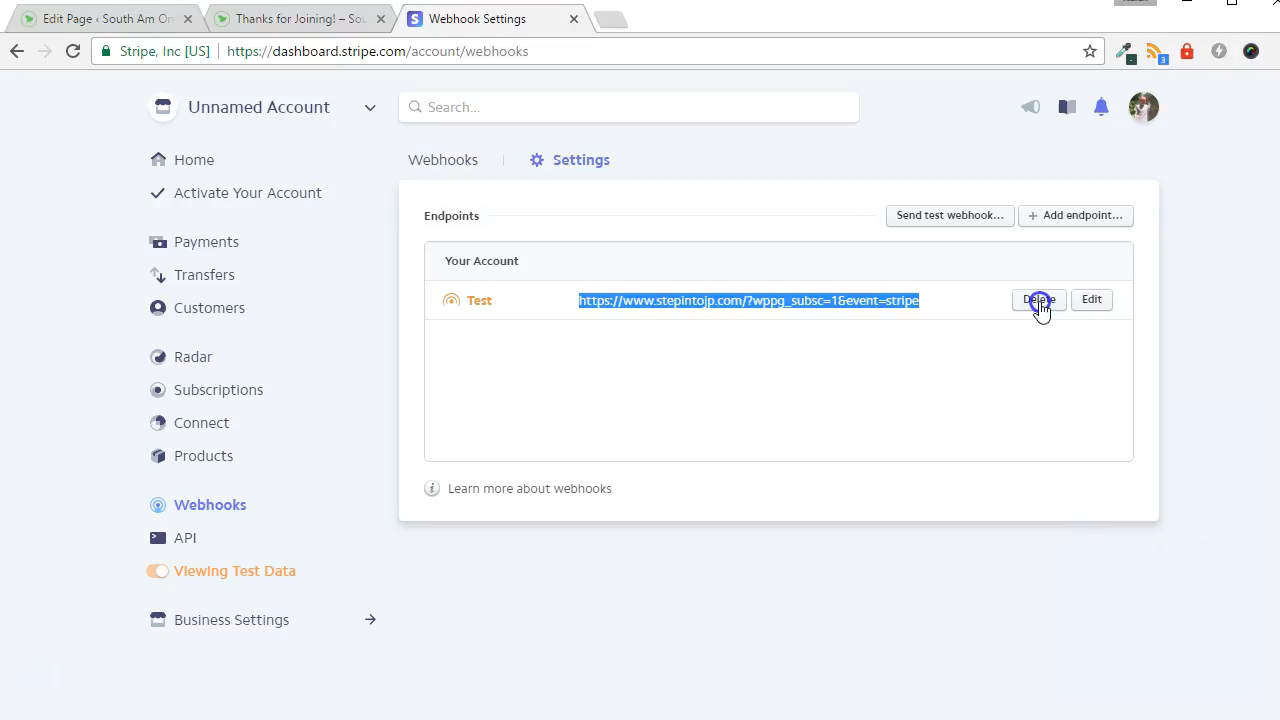 Edit Page ‹ South Am On
Thanks for Joining! – Sou
Webhook Settings
Stripe, Inc [US]
https://dashboard.stripe.com/account/webhooks
3
Unnamed Account
Search...
Home
Activate Your Account
Payments
Transfers
Customers
Radar
Subscriptions
Connect
Products
Webhooks
API
Viewing Test Data
Business Settings
Webhooks
Settings
Endpoints
Send test webhook...
+ Add endpoint...
Your Account
Test
https://www.stepintojp.com/?wppg_subsc=1&event=stripe
Delete
Edit
Learn more about webhooks